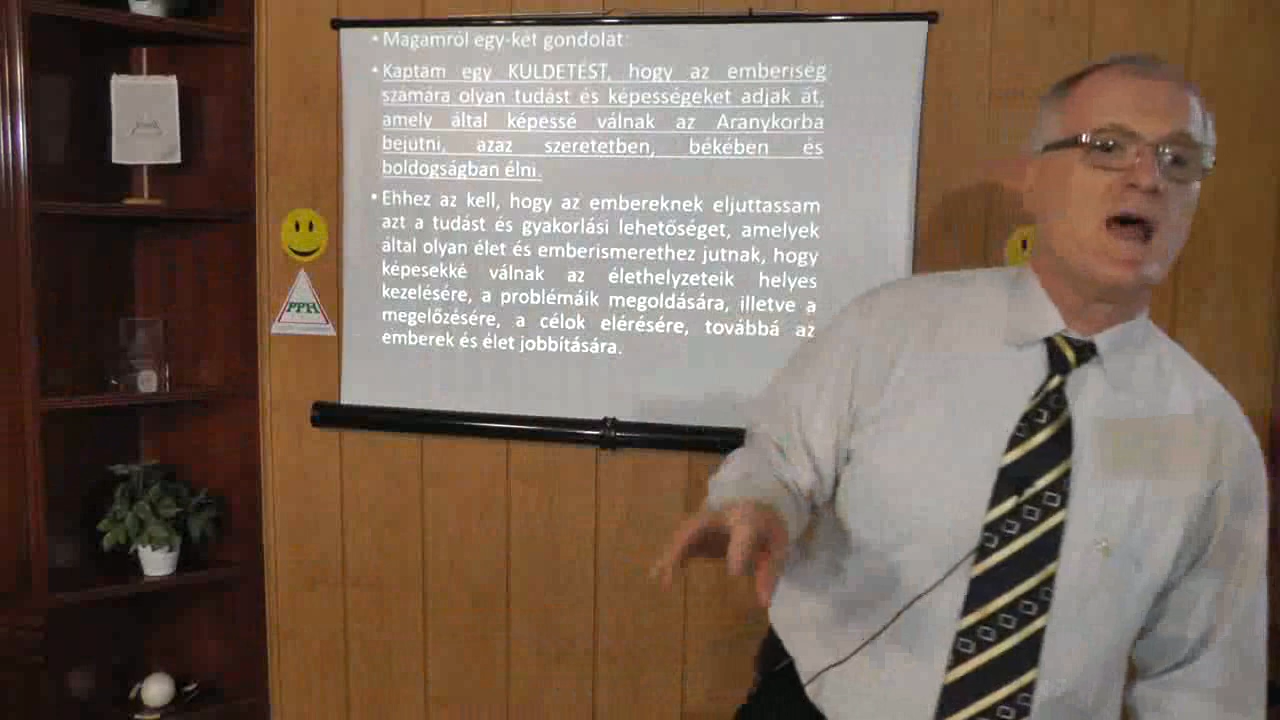 • Magamról egy-két gondolat:
• Kaptam egy KÜLDETÉST, hogy az emberiség
számára olyan tudást és képességeket adjak át,
amely által képessé válnak az Aranykorba
bejutni, azaz szeretetben, békében és
boldogságban élni.
• Ehhez az kell, hogy az embereknek eljuttassam
azt a tudást és gyakorlási lehetőséget, amelyek
által olyan élet és emberismerethez jutnak, hogy
képesekké válnak az élethelyzeteik helyes
kezelésére, a problémáik megoldására, illetve a
megelőzésére, a célok elérésére, továbbá az
emberek és élet jobbítására.
PPH